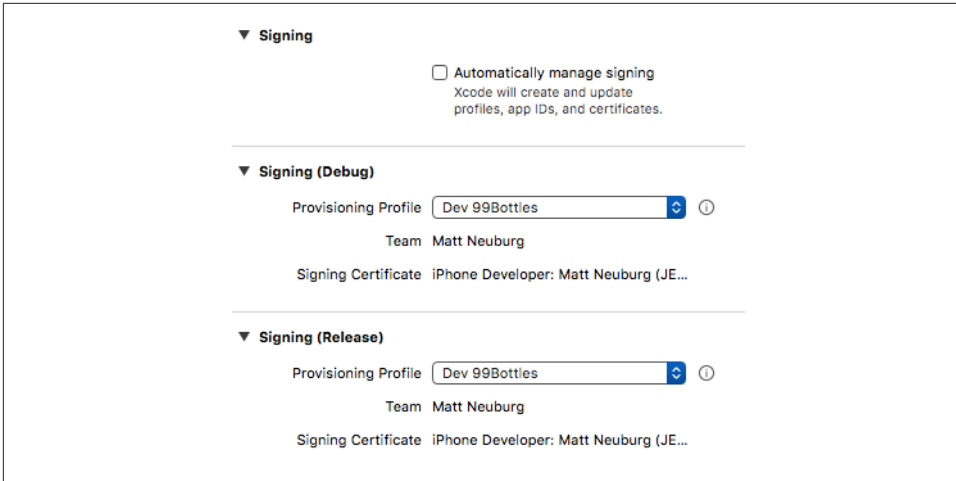 Signing
Automatically manage signing
Xcode will create and update
profiles, app IDs, and certificates.
Signing (Debug)
Provisioning Profile Dev 99Bottles
Team Matt Neuburg
Signing Certificate iPhone Developer: Matt Neuburg (JE...
Signing (Release)
Provisioning Profile Dev 99Bottles
Team Matt Neuburg
Signing Certificate iPhone Developer: Matt Neuburg (JE...